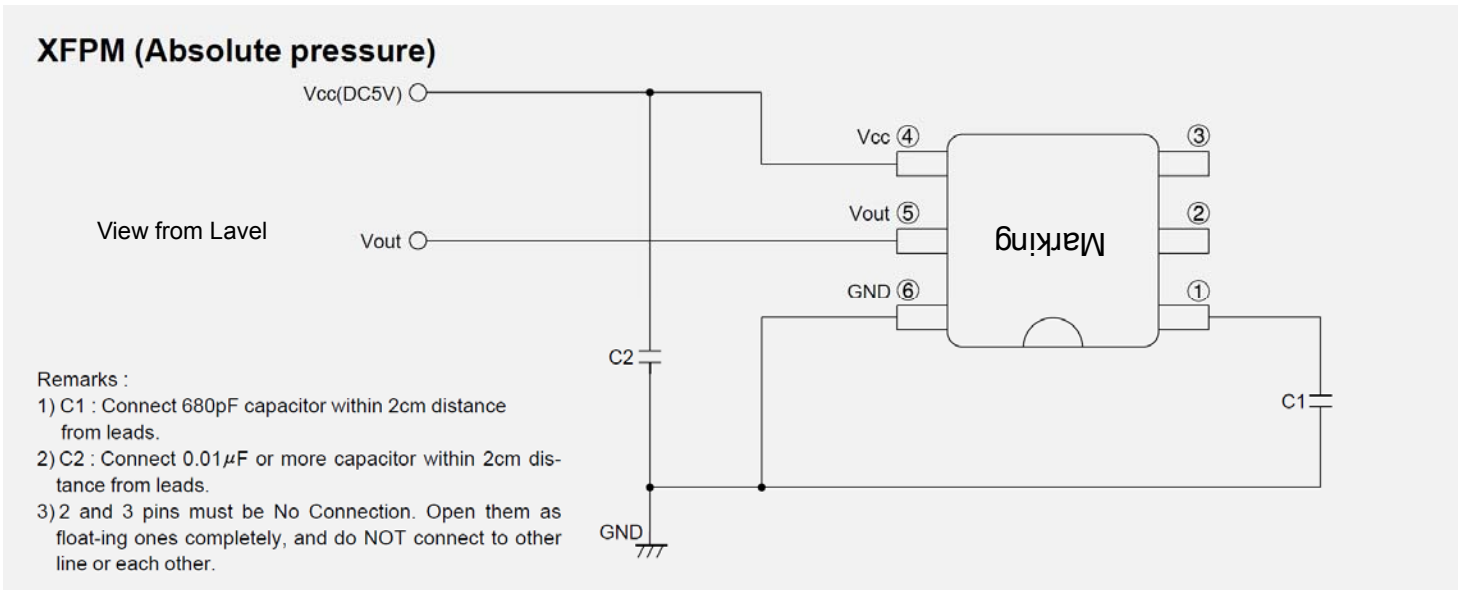 XFPM (Absolute pressure)
Vcc(DC5V)
Vcc ④
③
View from Lavel
Vout
Vout ⑤
②
Marking
GND ⑥
①
C2
C1
Remarks :
1) C1 : Connect 680pF capacitor within 2cm distance
from leads.
2) C2 : Connect 0.01μF or more capacitor within 2cm dis-
tance from leads.
3) 2 and 3 pins must be No Connection. Open them as
float-ing ones completely, and do NOT connect to other
line or each other.
GND